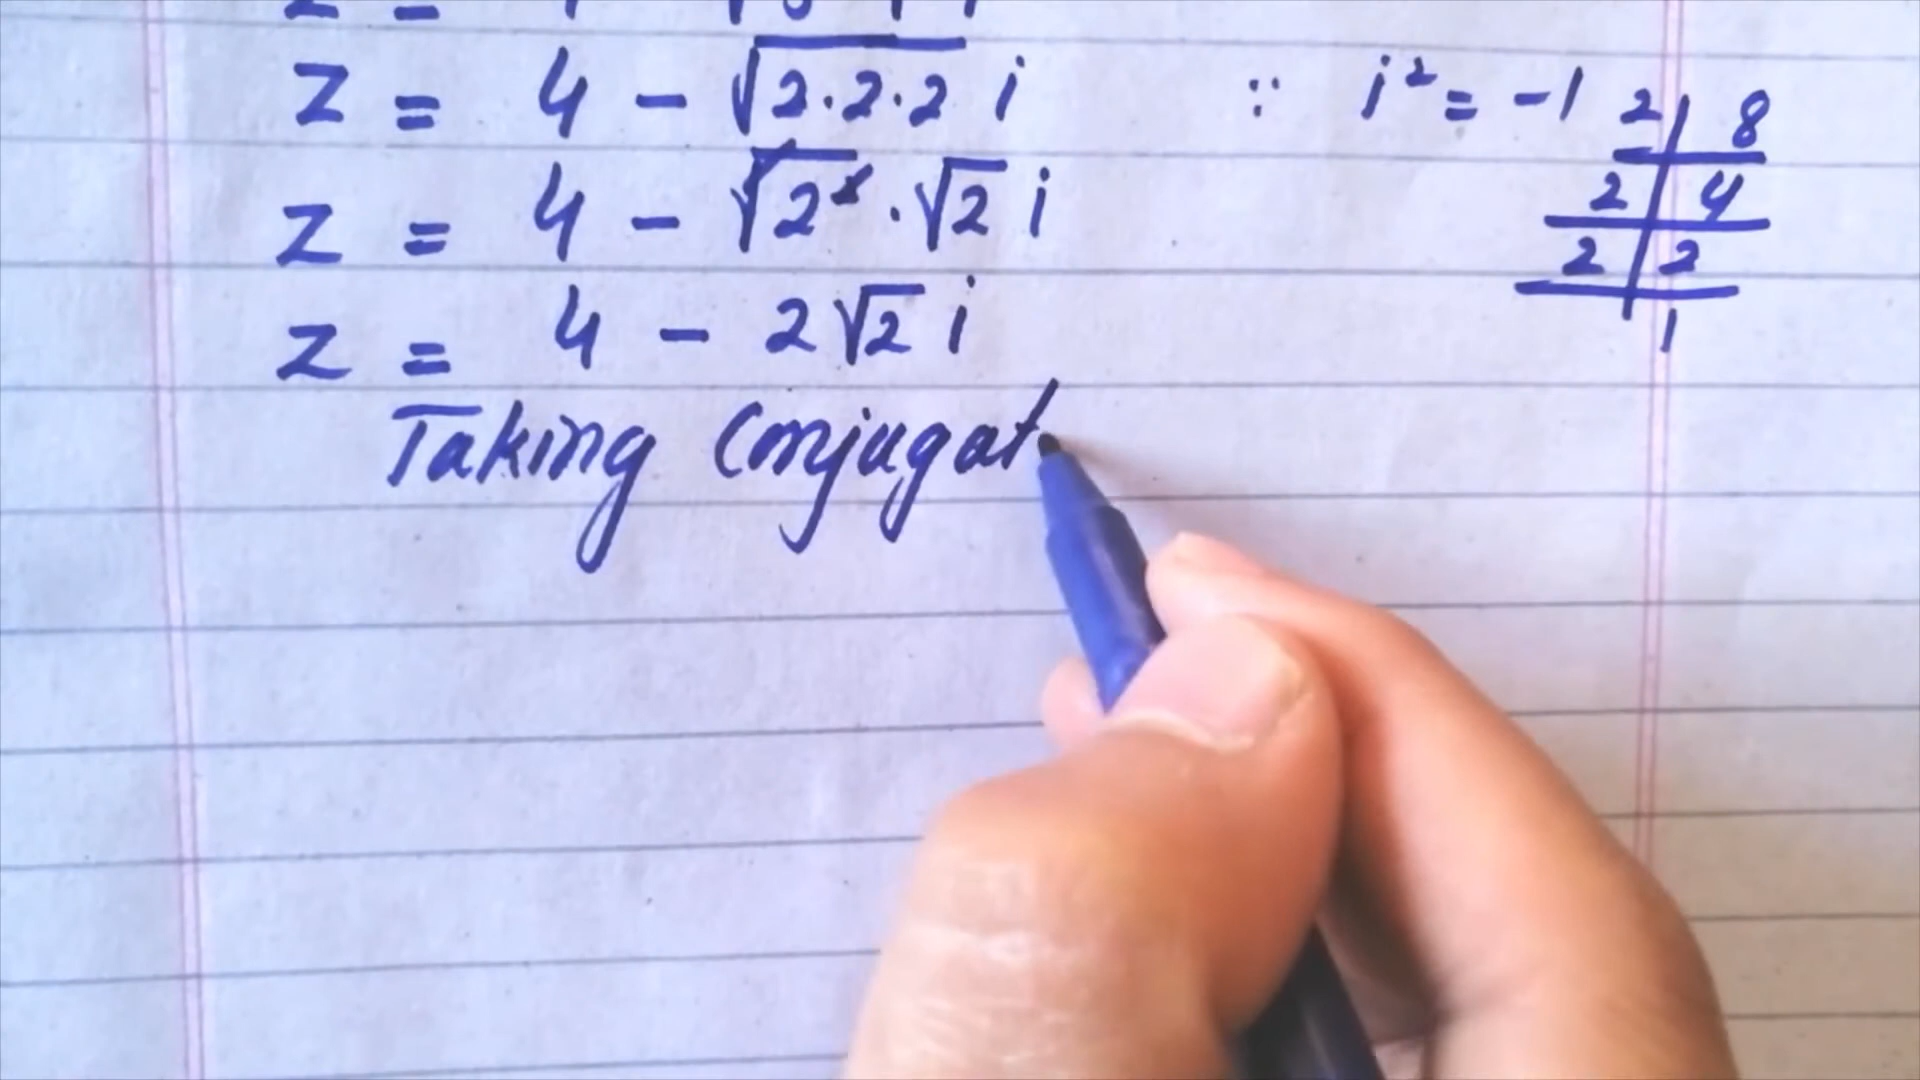 z = 4 - √2·2·2 i ∵ i² = -1
z = 4 - √2² · √2 i
z = 4 - 2√2 i
Taking Conjugat
2 | 8
2 | 4
2 | 2
1